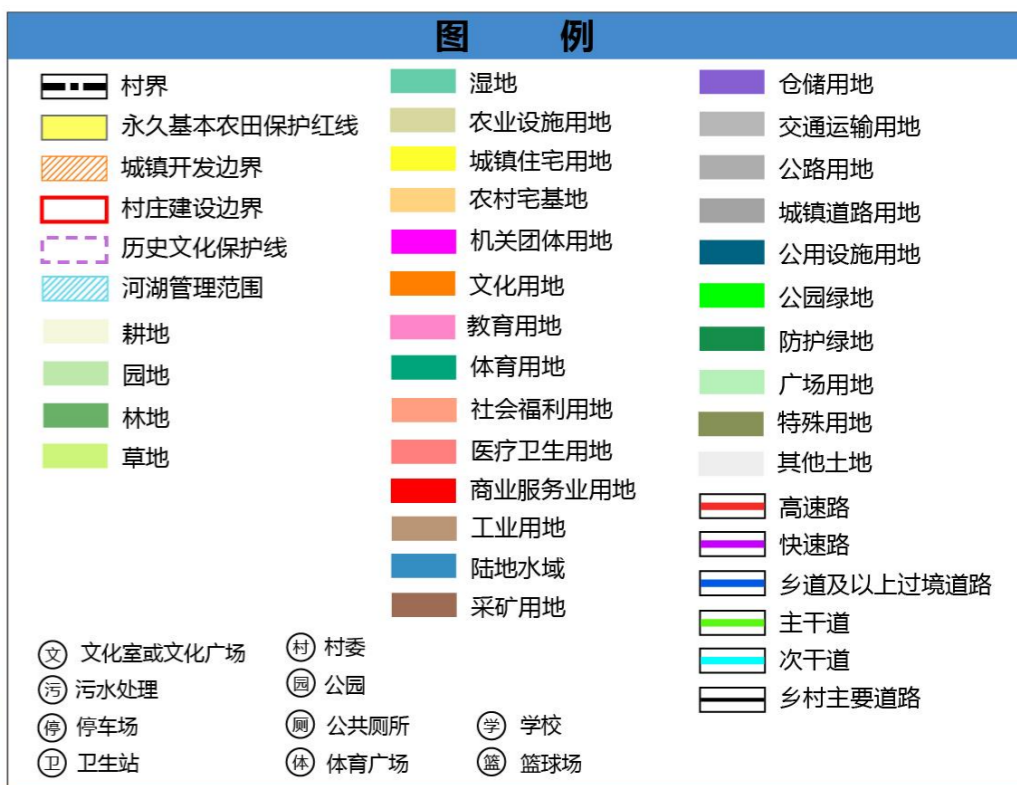 图 例
村界
永久基本农田保护红线
城镇开发边界
村庄建设边界
历史文化保护线
河湖管理范围
耕地
园地
林地
草地
湿地
农业设施用地
城镇住宅用地
农村宅基地
机关团体用地
文化用地
教育用地
体育用地
社会福利用地
医疗卫生用地
商业服务业用地
工业用地
陆地水域
采矿用地
仓储用地
交通运输用地
公路用地
城镇道路用地
公用设施用地
公园绿地
防护绿地
广场用地
特殊用地
其他土地
高速路
快速路
乡道及以上过境道路
主干道
次干道
乡村主要道路
文 文化室或文化广场
污 污水处理
停 停车场
卫 卫生站
村 村委
园 公园
厕 公共厕所
体 体育广场
学 学校
篮 篮球场